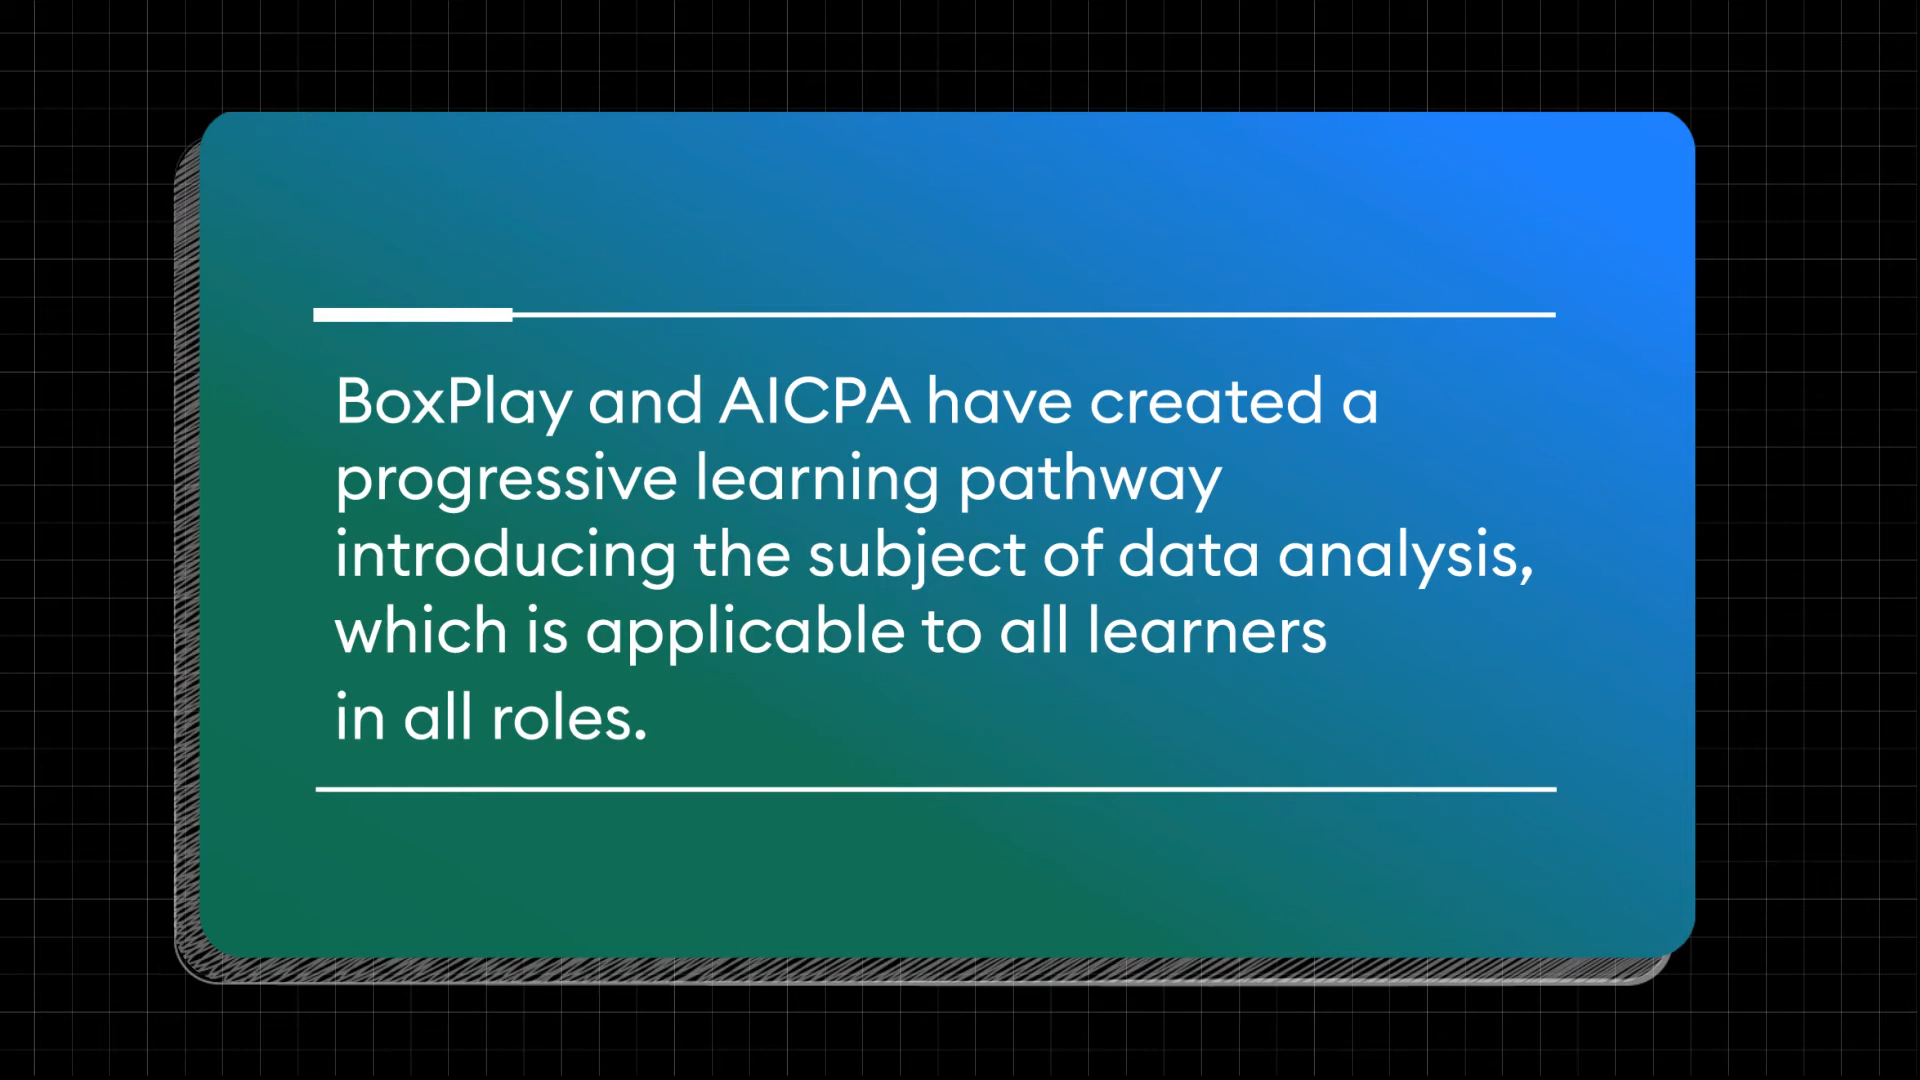 BoxPlay and AICPA have created a
progressive learning pathway
introducing the subject of data analysis,
which is applicable to all learners
in all roles.